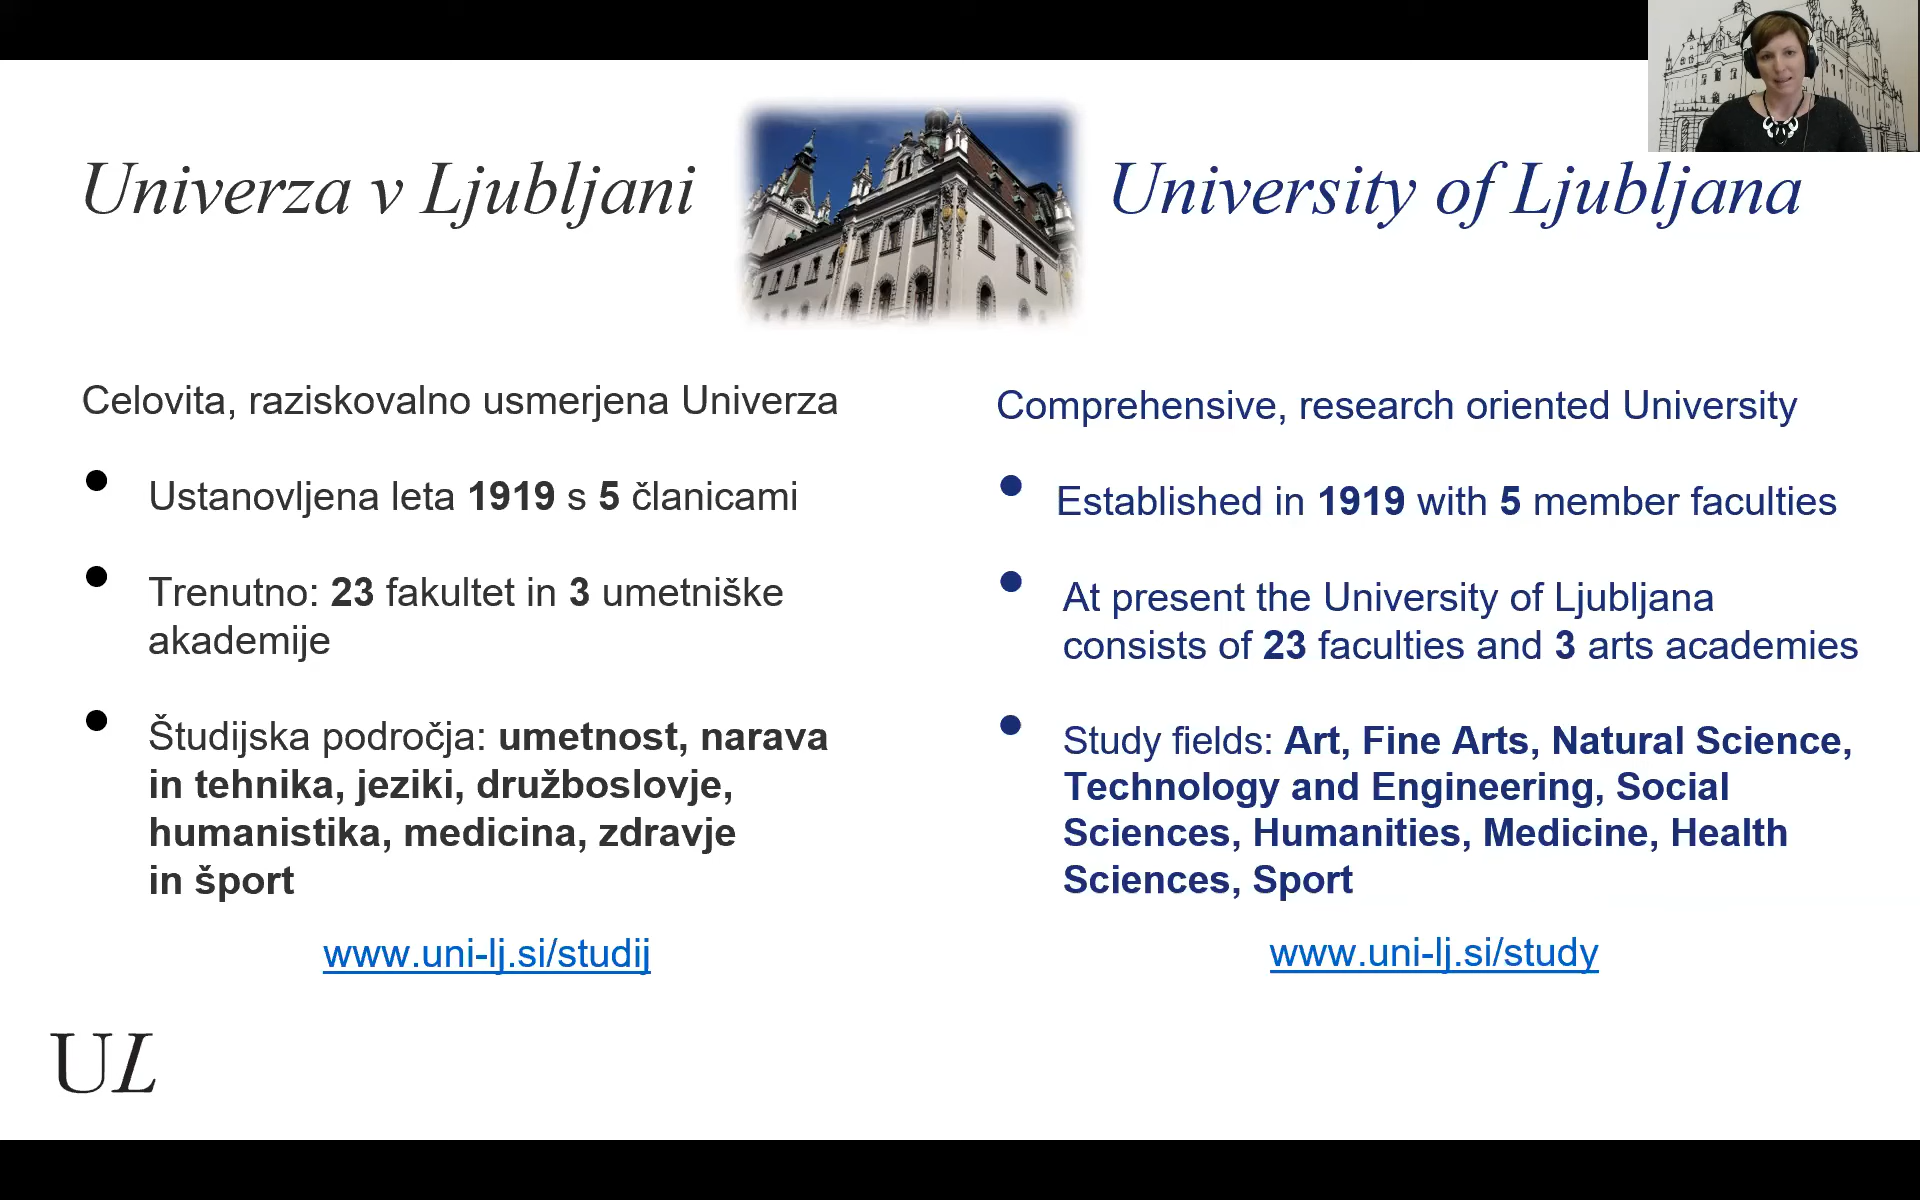 Univerza v Ljubljani
University of Ljubljana
Celovita, raziskovalno usmerjena Univerza
• Ustanovljena leta 1919 s 5 članicami
• Trenutno: 23 fakultet in 3 umetniške
akademije
• Študijska področja: umetnost, narava
in tehnika, jeziki, družboslovje,
humanistika, medicina, zdravje
in šport
www.uni-lj.si/studij
Comprehensive, research oriented University
• Established in 1919 with 5 member faculties
• At present the University of Ljubljana
consists of 23 faculties and 3 arts academies
• Study fields: Art, Fine Arts, Natural Science,
Technology and Engineering, Social
Sciences, Humanities, Medicine, Health
Sciences, Sport
www.uni-lj.si/study
UL